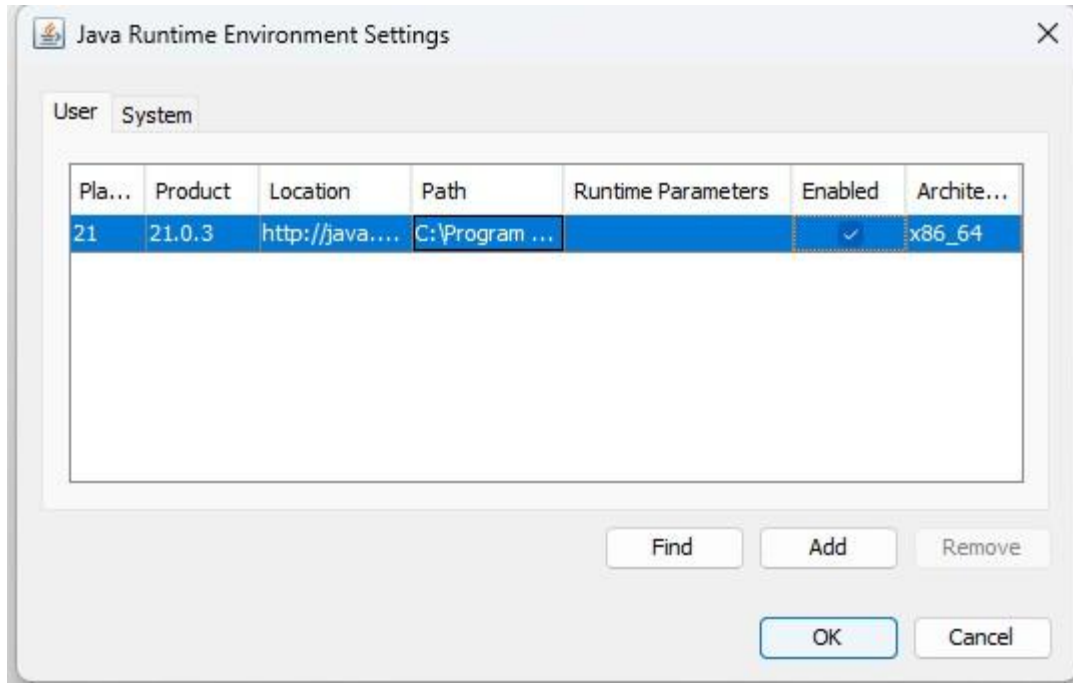 Java Runtime Environment Settings
User System
Pla... Product Location Path Runtime Parameters Enabled Archite...
21 21.0.3 http://java.... C:\Program ... x86_64
Find Add Remove
OK Cancel